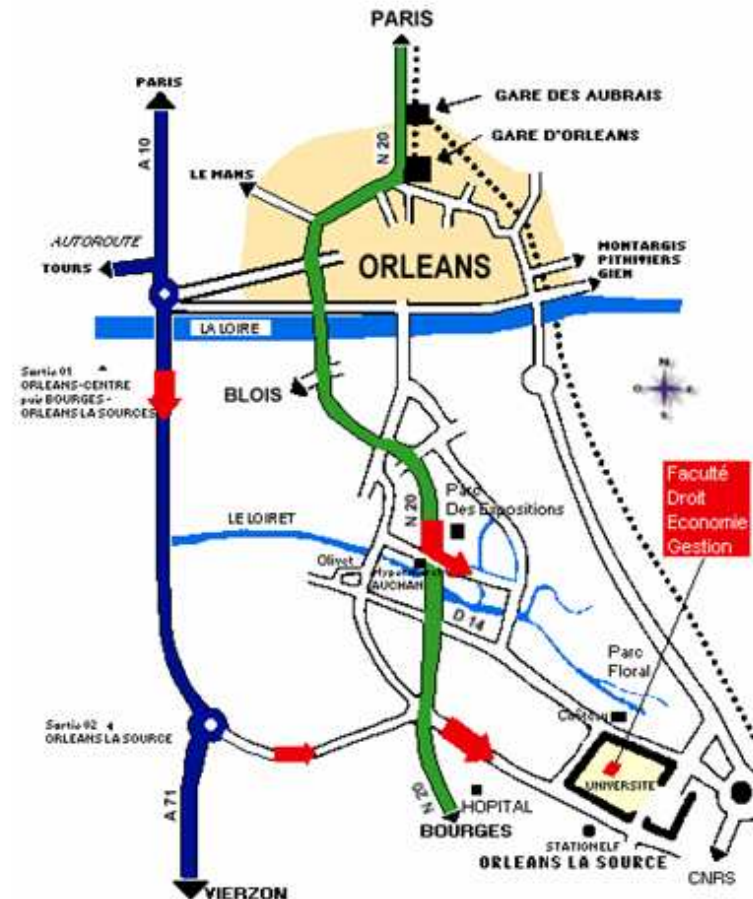 PARIS
PARIS
GARE DES AUBRAIS
GARE D'ORLEANS
N 20
A 10
LE MANS
AUTOROUTE
TOURS
ORLEANS
MONTARGIS
PITHIVIERS
GIEN
LA LOIRE
Sortie 01
ORLEANS-CENTRE
puir BOURGES -
ORLEANS LA SOURCES
BLOIS
N
O
E
S
Faculté
Droit
Economie
Gestion
N 20
Parc
Des Expositions
LE LOIRET
Olivet
AUCHAN
D 14
Parc
Floral
Sortie 02 4
ORLEANS LA SOURCE
Château
UNIVERSITE
A 71
N 20
HOPITAL
BOURGES
STATION ELF
ORLEANS LA SOURCE
CNRS
VIERZON